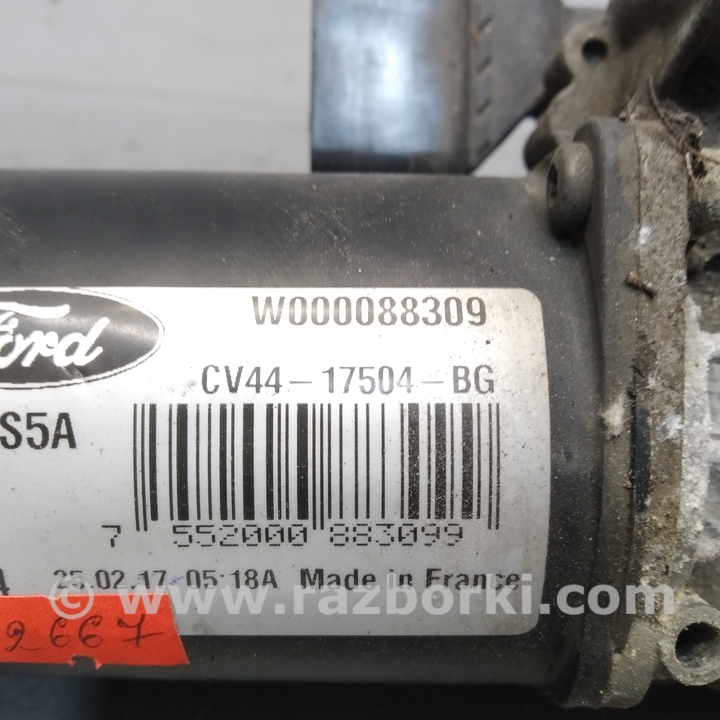 W000088309
Ford
CV44-17504-BG
S5A
7 552000 883099
4 25.02.17 05:18A Made in France
© www.razborki.com
2667